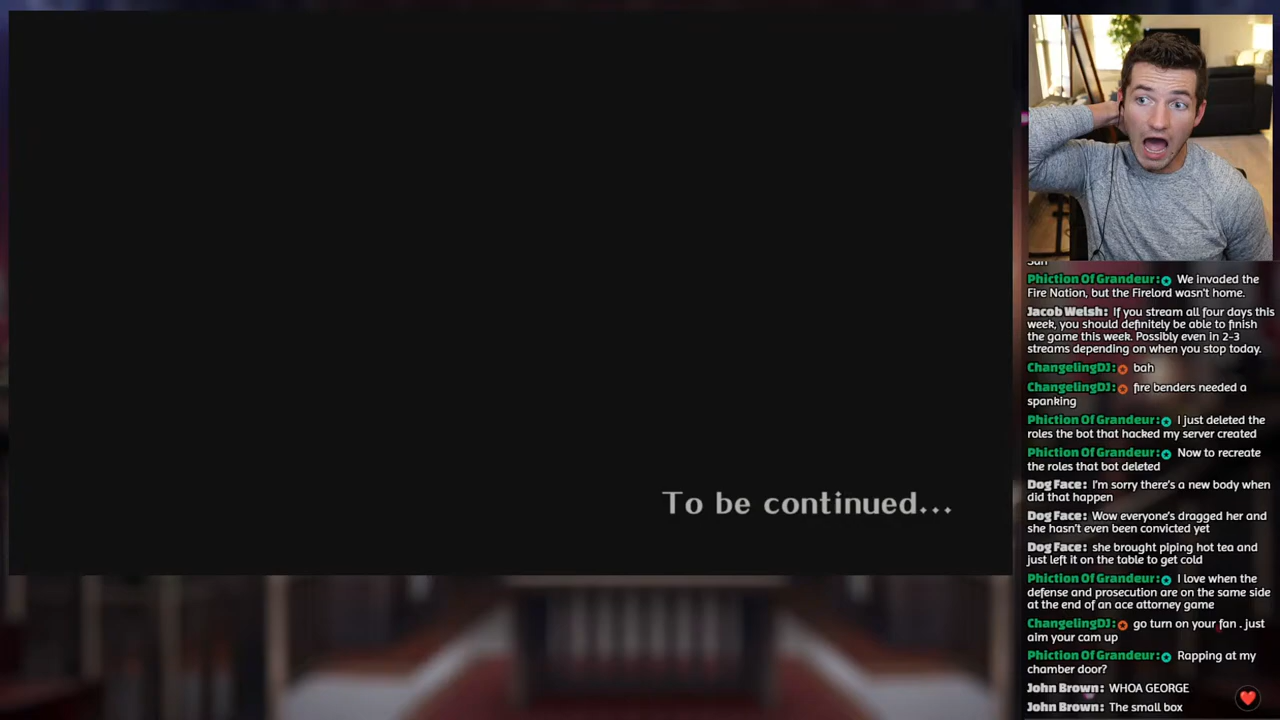 To be continued...
Phiction Of Grandeur: We invaded the
Fire Nation, but the Firelord wasn't home.
Jacob Welsh: If you stream all four days this
week, you should definitely be able to finish
the game this week. Possibly even in 2-3
streams depending on when you stop today.
ChangelingDJ: bah
ChangelingDJ: fire benders needed a
spanking
Phiction Of Grandeur: I just deleted the
roles the bot that hacked my server created
Phiction Of Grandeur: Now to recreate
the roles that bot deleted
Dog Face: I'm sorry there's a new body when
did that happen
Dog Face: Wow everyone's dragged her and
she hasn't even been convicted yet
Dog Face: she brought piping hot tea and
just left it on the table to get cold
Phiction Of Grandeur: I love when the
defense and prosecution are on the same side
at the end of an ace attorney game
ChangelingDJ: go turn on your fan . just
aim your cam up
Phiction Of Grandeur: Rapping at my
chamber door?
John Brown: WHOA GEORGE
John Brown: The small box